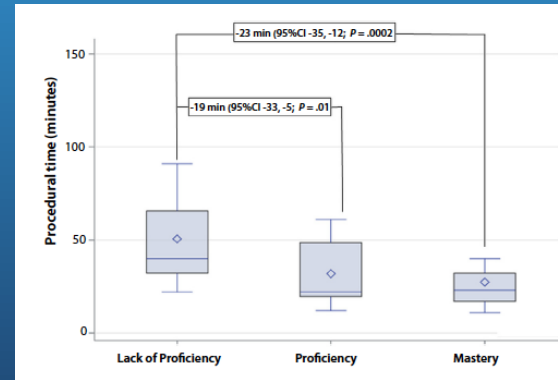 -23 min (95%CI -35, -12; P = .0002
150
-19 min (95%CI -33, -5; P = .01
100
Procedural time (minutes)
50
0
Lack of Proficiency Proficiency Mastery